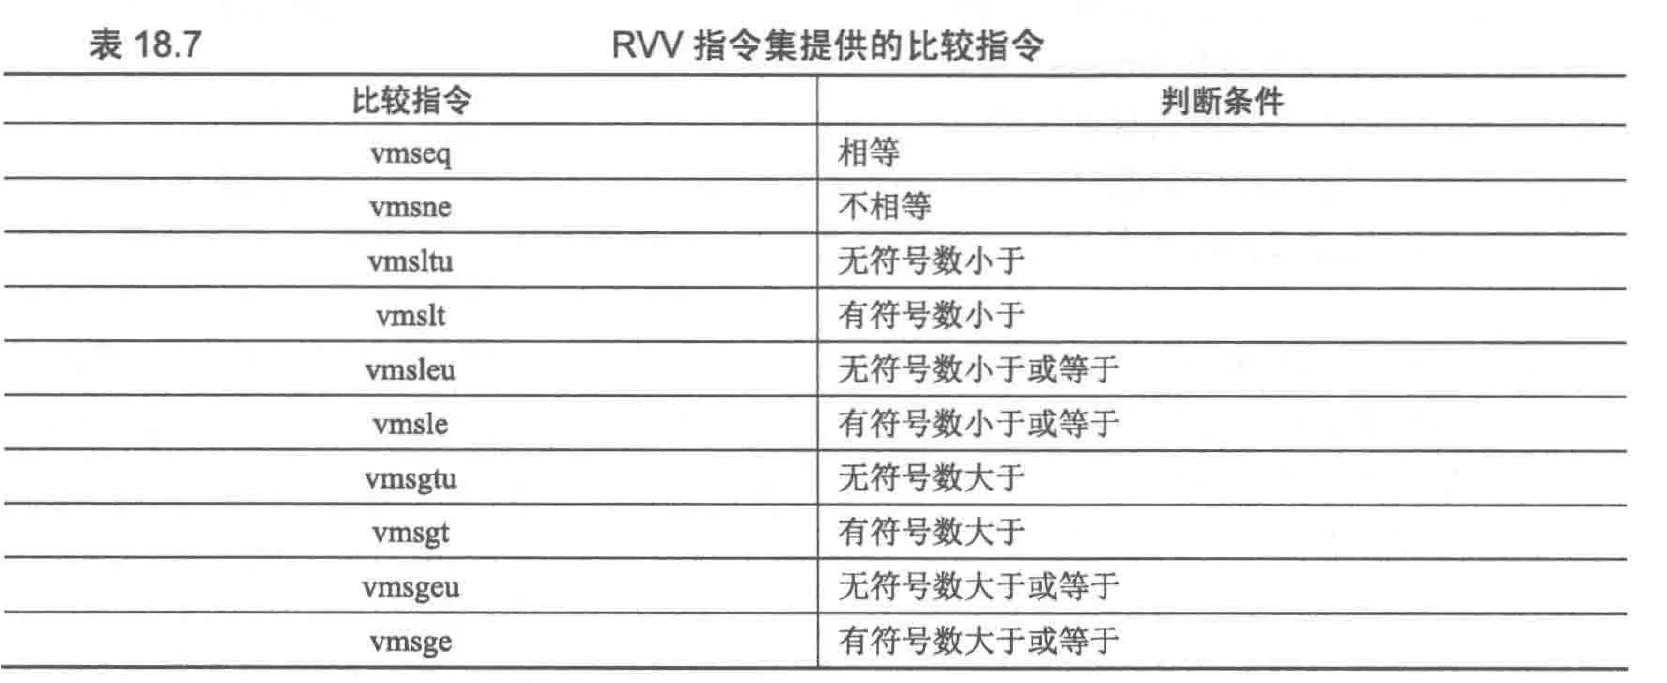 表 18.7 RVV 指令集提供的比较指令
比较指令 判断条件
vmseq 相等
vmsne 不相等
vmsltu 无符号数小于
vmslt 有符号数小于
vmsleu 无符号数小于或等于
vmsle 有符号数小于或等于
vmsgtu 无符号数大于
vmsgt 有符号数大于
vmsgeu 无符号数大于或等于
vmsge 有符号数大于或等于